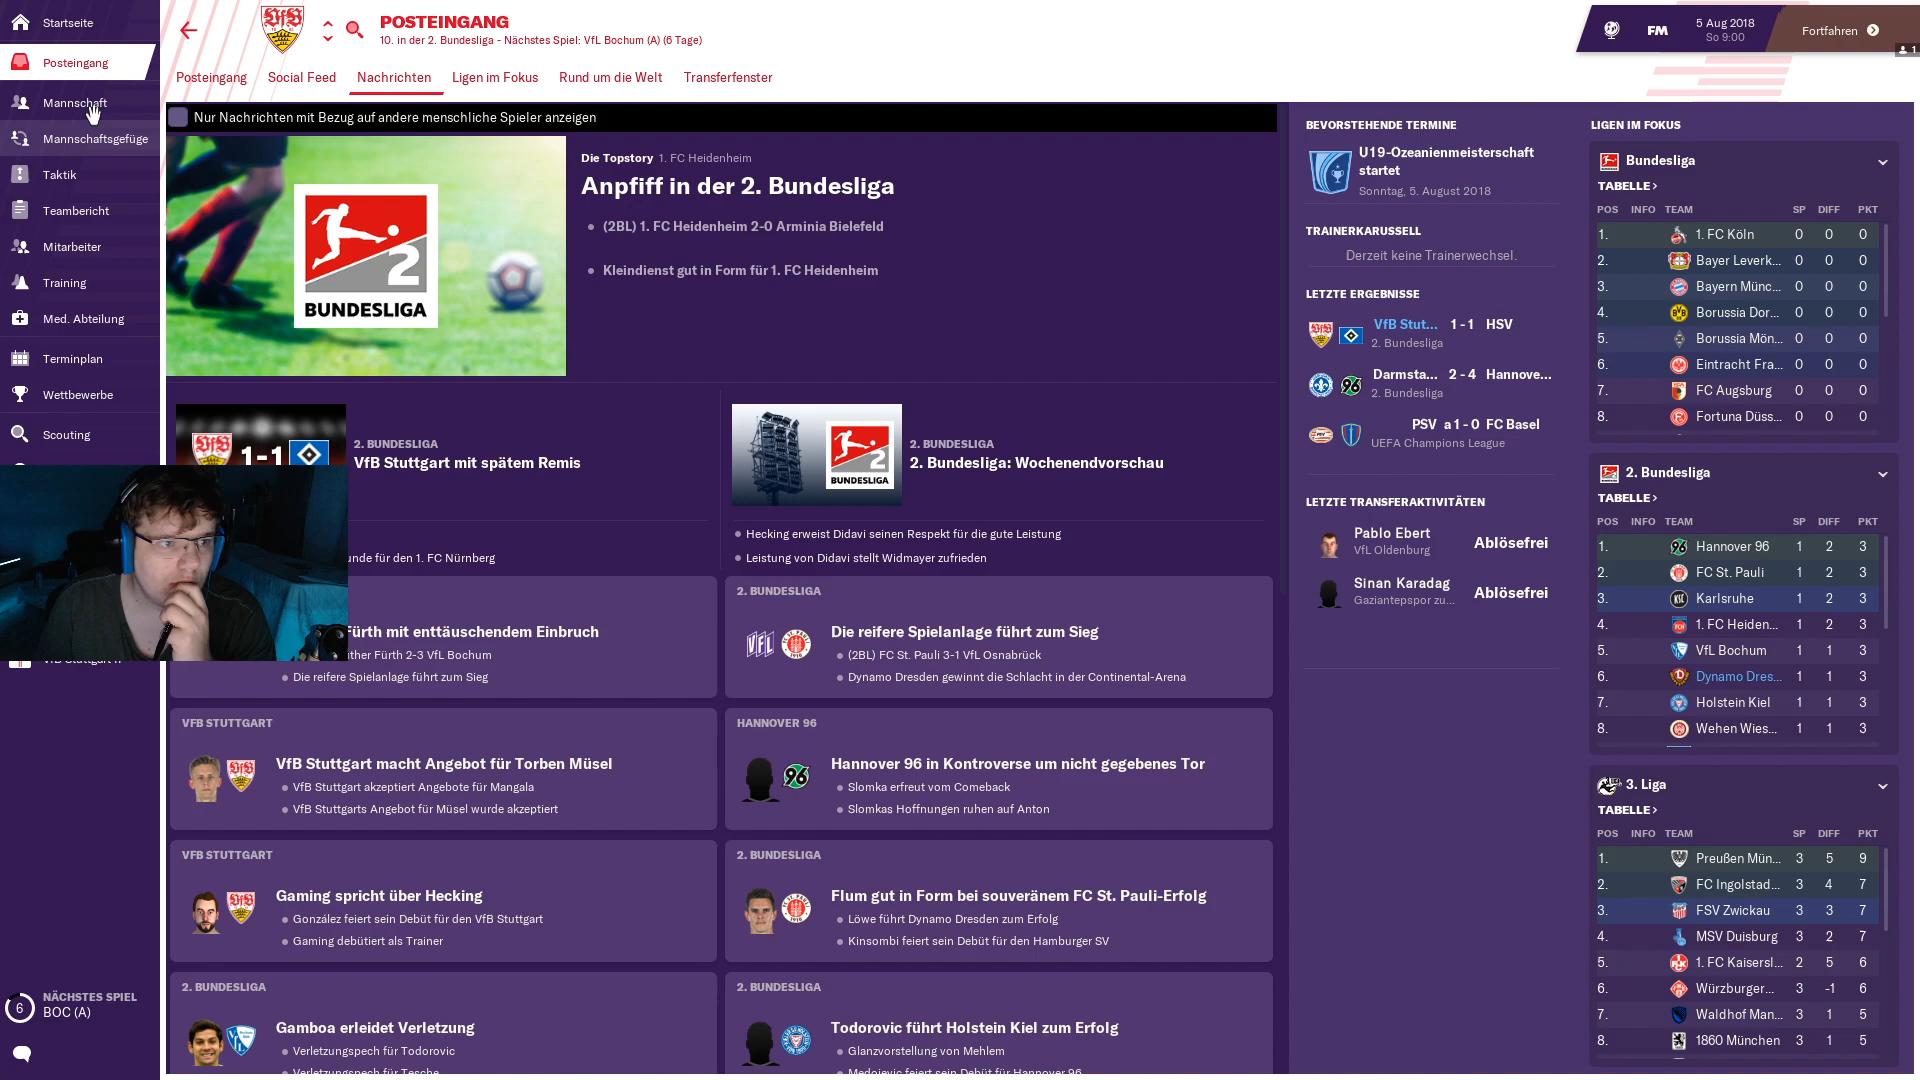 Startseite
Posteingang
Mannschaft
Mannschaftsgefüge
Taktik
Teambericht
Mitarbeiter
Training
Med. Abteilung
Terminplan
Wettbewerbe
Scouting
6
NÄCHSTES SPIEL
BOC (A)
POSTEINGANG
10. in der 2. Bundesliga - Nächstes Spiel: VfL Bochum (A) (6 Tage)
FM
5 Aug 2018
So 9:00
Fortfahren
1
Posteingang
Social Feed
Nachrichten
Ligen im Fokus
Rund um die Welt
Transferfenster
Nur Nachrichten mit Bezug auf andere menschliche Spieler anzeigen
2
BUNDESLIGA
Die Topstory 1. FC Heidenheim
Anpfiff in der 2. Bundesliga
(2BL) 1. FC Heidenheim 2-0 Arminia Bielefeld
Kleindienst gut in Form für 1. FC Heidenheim
1-1
2. BUNDESLIGA
VfB Stuttgart mit spätem Remis
unde für den 1. FC Nürnberg
2
BUNDESLIGA
2. BUNDESLIGA
2. Bundesliga: Wochenendvorschau
Hecking erweist Didavi seinen Respekt für die gute Leistung
Leistung von Didavi stellt Widmayer zufrieden
Fürth mit enttäuschendem Einbruch
ther Fürth 2-3 VfL Bochum
Die reifere Spielanlage führt zum Sieg
2. BUNDESLIGA
Die reifere Spielanlage führt zum Sieg
(2BL) FC St. Pauli 3-1 VfL Osnabrück
Dynamo Dresden gewinnt die Schlacht in der Continental-Arena
VFB STUTTGART
VfB Stuttgart macht Angebot für Torben Müsel
VfB Stuttgart akzeptiert Angebote für Mangala
VfB Stuttgarts Angebot für Müsel wurde akzeptiert
HANNOVER 96
Hannover 96 in Kontroverse um nicht gegebenes Tor
Slomka erfreut vom Comeback
Slomkas Hoffnungen ruhen auf Anton
VFB STUTTGART
Gaming spricht über Hecking
González feiert sein Debüt für den VfB Stuttgart
Gaming debütiert als Trainer
2. BUNDESLIGA
Flum gut in Form bei souveränem FC St. Pauli-Erfolg
Löwe führt Dynamo Dresden zum Erfolg
Kinsombi feiert sein Debüt für den Hamburger SV
2. BUNDESLIGA
Gamboa erleidet Verletzung
Verletzungspech für Todorovic
Verletzungspech für Tesche
2. BUNDESLIGA
Todorovic führt Holstein Kiel zum Erfolg
Glanzvorstellung von Mehlem
Medojevic feiert sein Debüt für Hannover 96
BEVORSTEHENDE TERMINE
U19-Ozeanienmeisterschaft
startet
Sonntag, 5. August 2018
TRAINERKARUSSELL
Derzeit keine Trainerwechsel.
LETZTE ERGEBNISSE
VfB Stut... 1 - 1 HSV
2. Bundesliga
Darmsta... 2 - 4 Hannove...
2. Bundesliga
PSV a 1 - 0 FC Basel
UEFA Champions League
LETZTE TRANSFERAKTIVITÄTEN
Pablo Ebert
VfL Oldenburg
Ablösefrei
Sinan Karadag
Gaziantepspor zu...
Ablösefrei
LIGEN IM FOKUS
Bundesliga
TABELLE ›
POS INFO TEAM SP DIFF PKT
1. 1. FC Köln 0 0 0
2. Bayer Leverk... 0 0 0
3. Bayern Münc... 0 0 0
4. Borussia Dor... 0 0 0
5. Borussia Mön... 0 0 0
6. Eintracht Fra... 0 0 0
7. FC Augsburg 0 0 0
8. Fortuna Düss... 0 0 0
2. Bundesliga
TABELLE ›
POS INFO TEAM SP DIFF PKT
1. Hannover 96 1 2 3
2. FC St. Pauli 1 2 3
3. Karlsruhe 1 2 3
4. 1. FC Heiden... 1 2 3
5. VfL Bochum 1 1 3
6. Dynamo Dres... 1 1 3
7. Holstein Kiel 1 1 3
8. Wehen Wies... 1 1 3
3. Liga
TABELLE ›
POS INFO TEAM SP DIFF PKT
1. Preußen Mün... 3 5 9
2. FC Ingolstad... 3 4 7
3. FSV Zwickau 3 3 7
4. MSV Duisburg 3 2 7
5. 1. FC Kaisersl... 2 5 6
6. Würzburger... 3 -1 6
7. Waldhof Man... 3 1 5
8. 1860 München 3 1 5